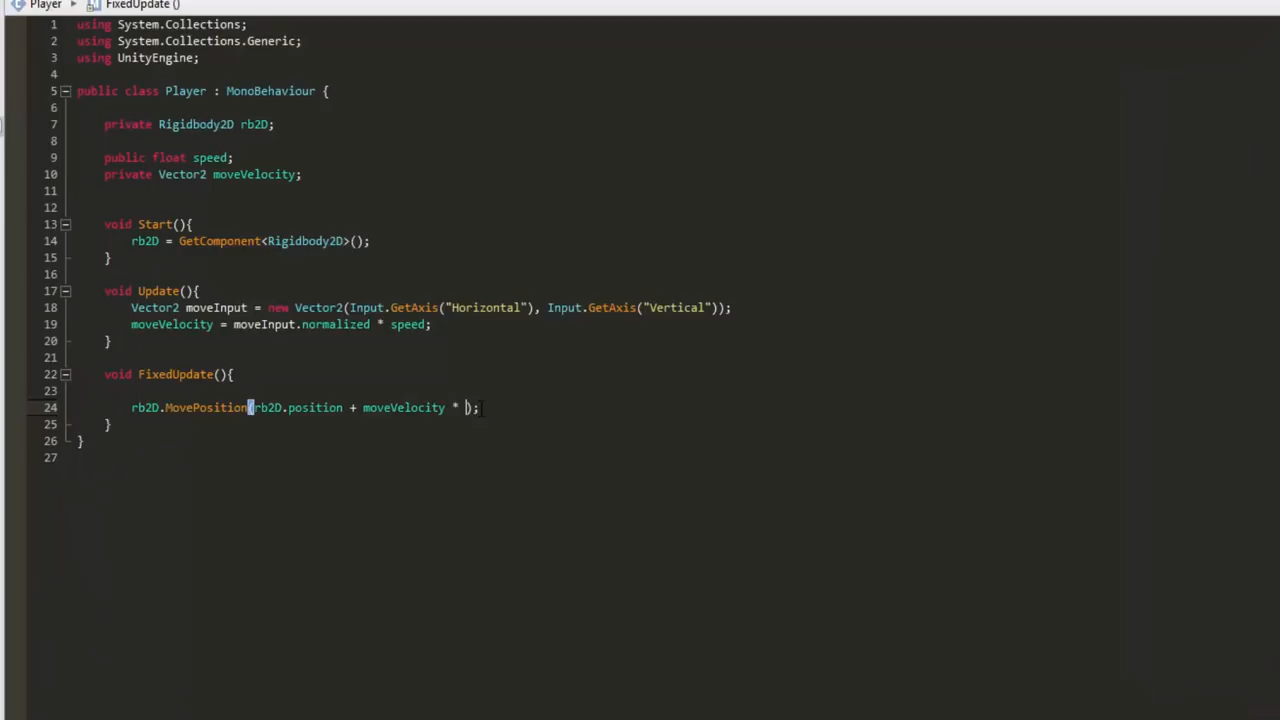 Player ▸ FixedUpdate ()
1 using System.Collections;
2 using System.Collections.Generic;
3 using UnityEngine;
4
5 public class Player : MonoBehaviour {
6
7 private Rigidbody2D rb2D;
8
9 public float speed;
10 private Vector2 moveVelocity;
11
12
13 void Start(){
14 rb2D = GetComponent<Rigidbody2D>();
15 }
16
17 void Update(){
18 Vector2 moveInput = new Vector2(Input.GetAxis("Horizontal"), Input.GetAxis("Vertical"));
19 moveVelocity = moveInput.normalized * speed;
20 }
21
22 void FixedUpdate(){
23
24 rb2D.MovePosition(rb2D.position + moveVelocity * );
25 }
26 }
27